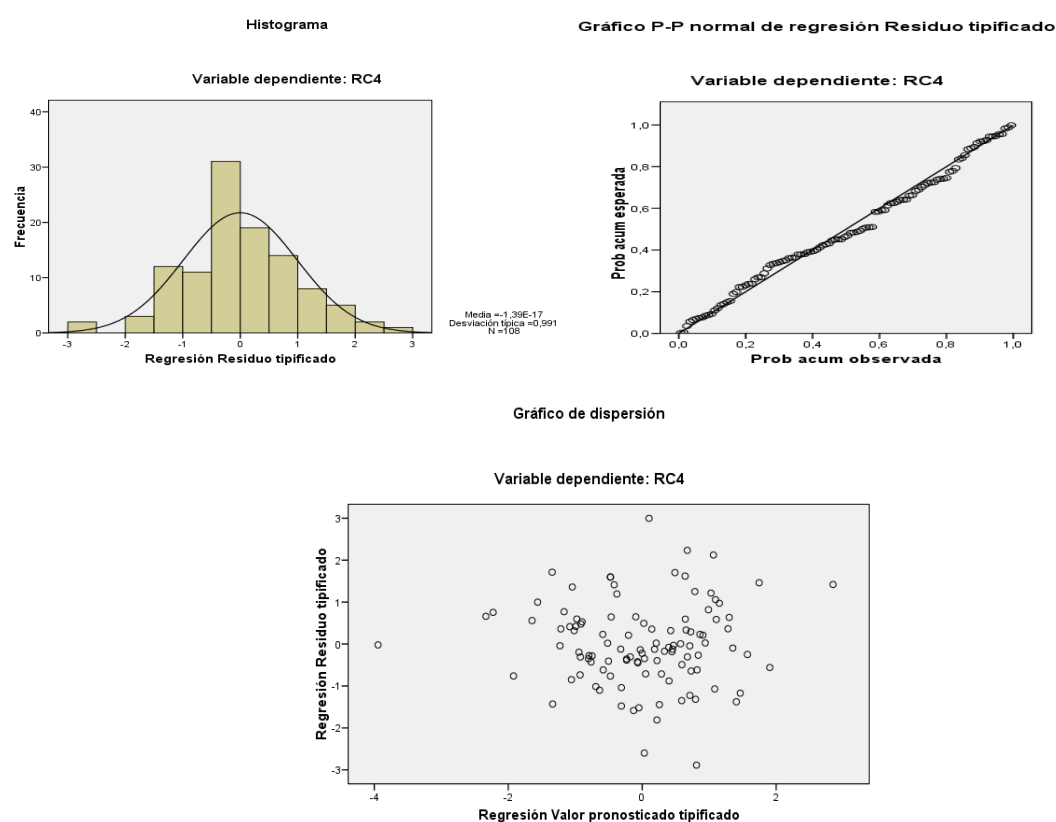 Histograma
Variable dependiente: RC4
Frecuencia
40
30
20
10
0
-3 -2 -1 0 1 2 3
Regresión Residuo tipificado
Media =-1,39E-17
Desviación típica =0,991
N =108
Gráfico P-P normal de regresión Residuo tipificado
Variable dependiente: RC4
Prob acum esperada
1,0
0,8
0,6
0,4
0,2
0,0
0,0 0,2 0,4 0,6 0,8 1,0
Prob acum observada
Gráfico de dispersión
Variable dependiente: RC4
Regresión Residuo tipificado
3
2
1
0
-1
-2
-3
-4 -2 0 2
Regresión Valor pronosticado tipificado